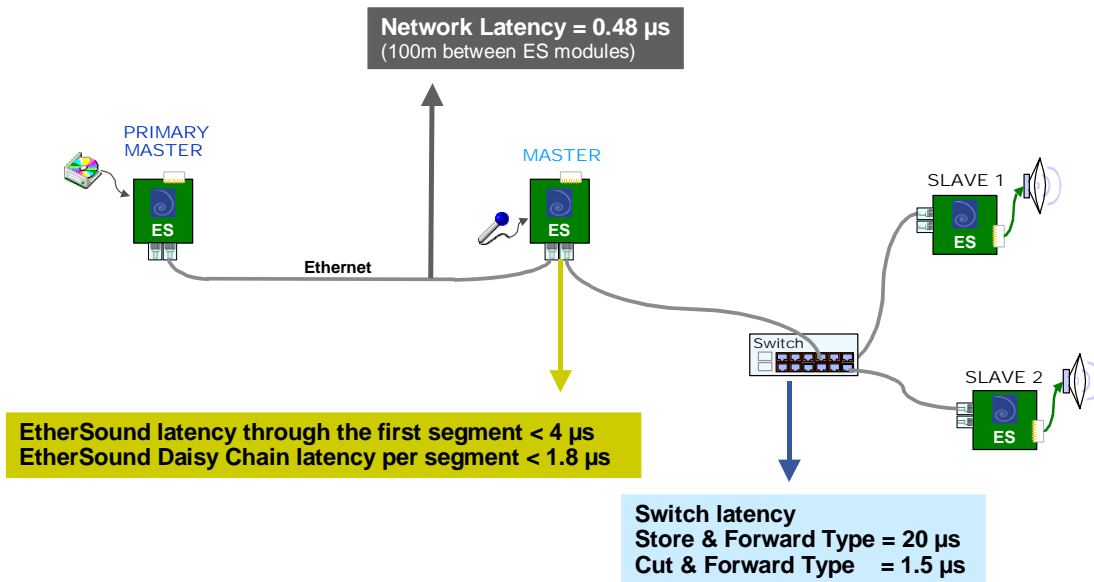 Network Latency = 0.48 µs
(100m between ES modules)
PRIMARY
MASTER
MASTER
SLAVE 1
ES
ES
ES
Ethernet
Switch
SLAVE 2
ES
EtherSound latency through the first segment < 4 µs
EtherSound Daisy Chain latency per segment < 1.8 µs
Switch latency
Store & Forward Type = 20 µs
Cut & Forward Type = 1.5 µs